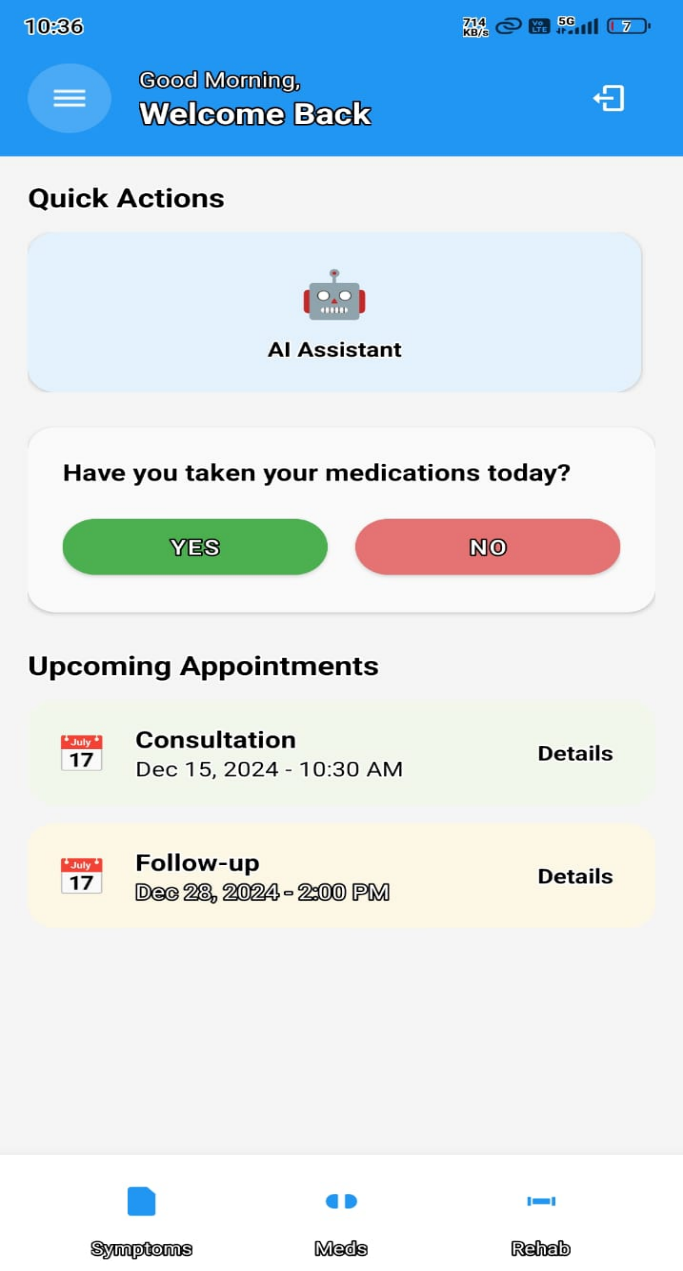 10:36
714 KB/s Vo LTE 5G 7
Good Morning,
Welcome Back
Quick Actions
AI Assistant
Have you taken your medications today?
YES NO
Upcoming Appointments
July 17
Consultation
Dec 15, 2024 - 10:30 AM
Details
July 17
Follow-up
Dec 28, 2024 - 2:00 PM
Details
Symptoms Meds Rehab